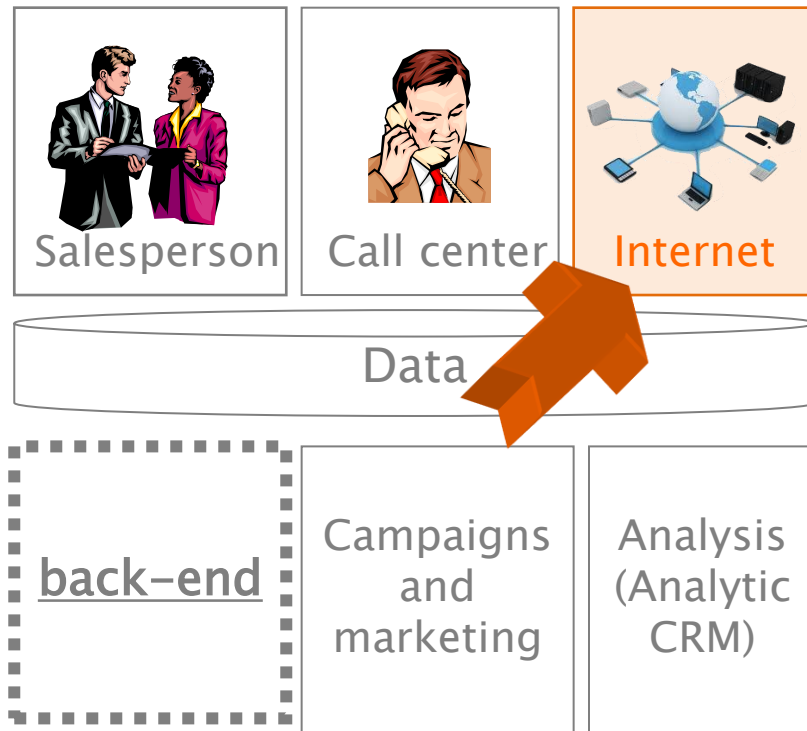 Salesperson
Call center
Internet
Data
back-end
Campaigns
and
marketing
Analysis
(Analytic
CRM)